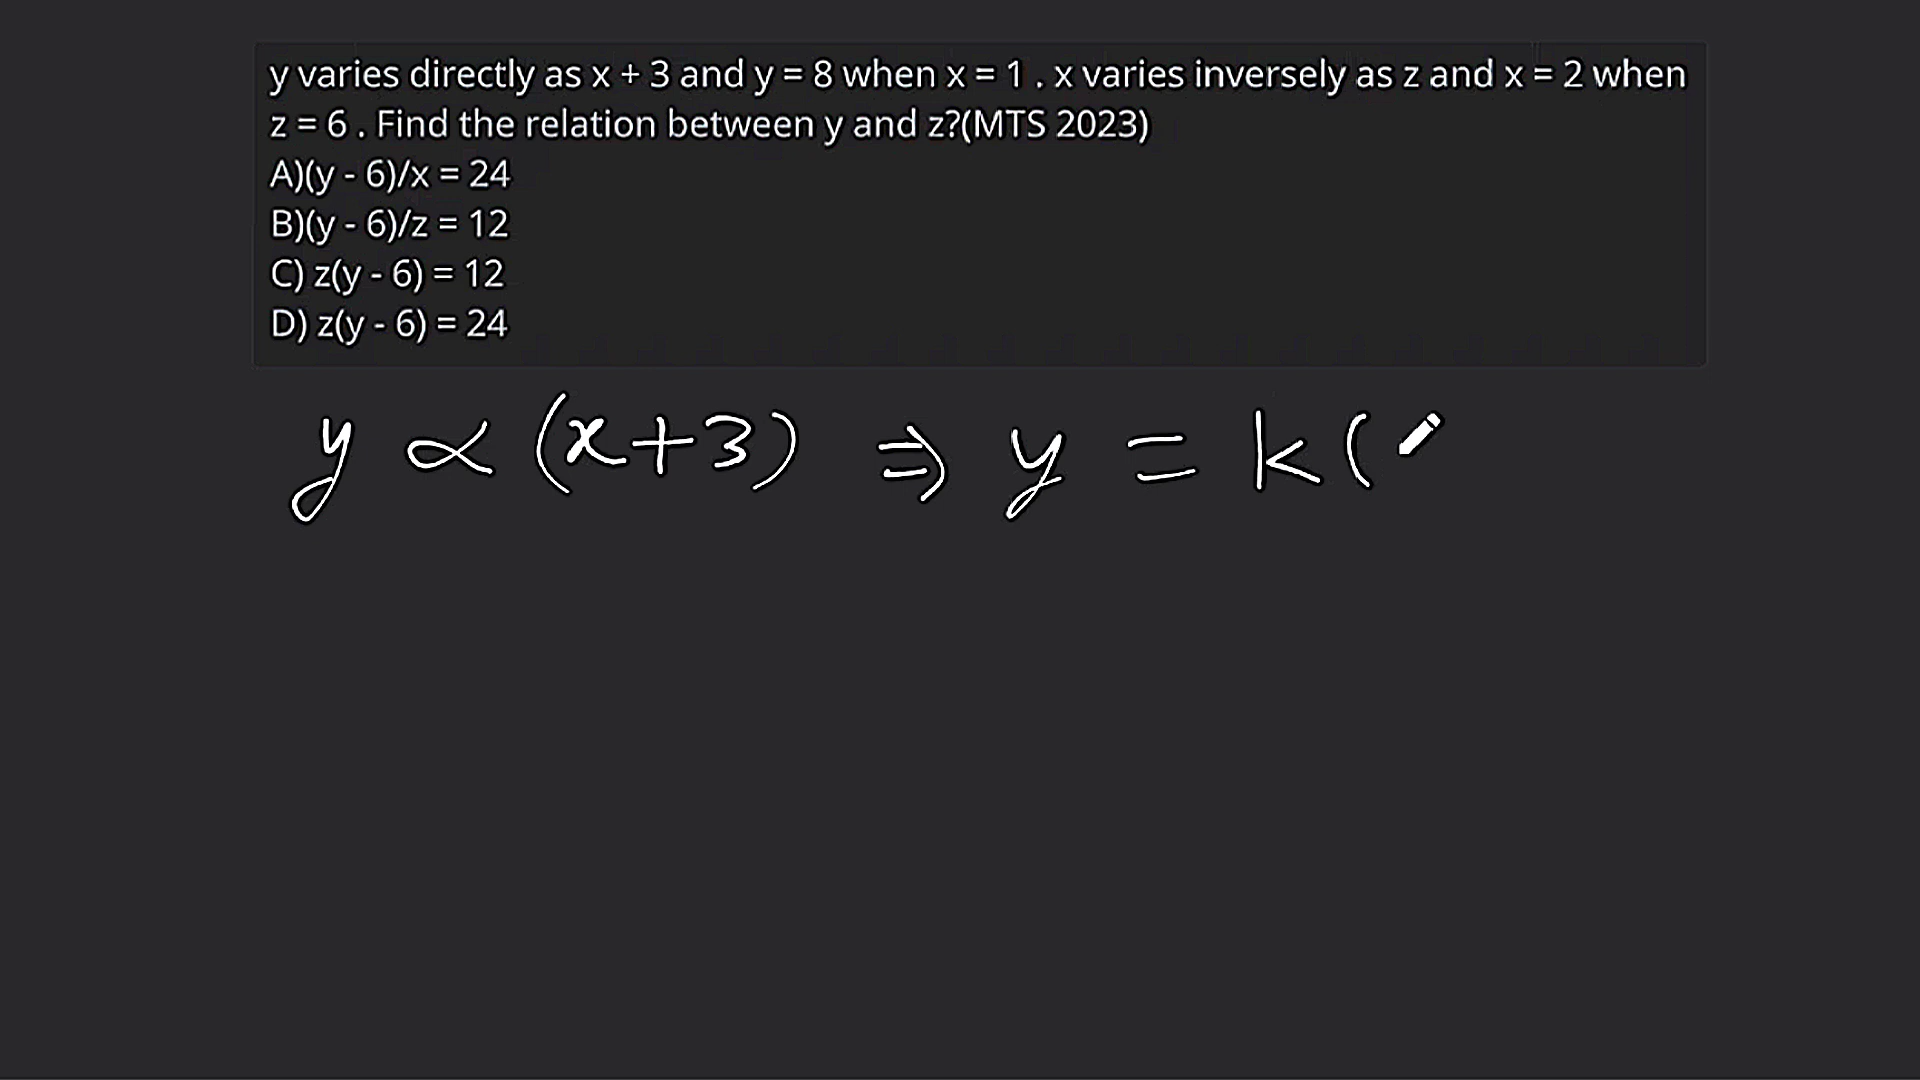 y varies directly as x + 3 and y = 8 when x = 1 . x varies inversely as z and x = 2 when
z = 6 . Find the relation between y and z?(MTS 2023)
A)(y - 6)/x = 24
B)(y - 6)/z = 12
C) z(y - 6) = 12
D) z(y - 6) = 24
y ∝ (x+3) ⇒ y = k (